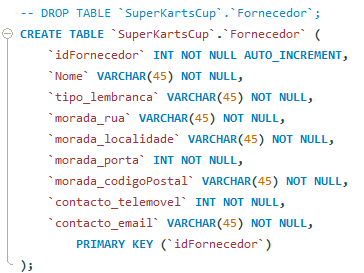 -- DROP TABLE `SuperKartsCup`.`Fornecedor`;
CREATE TABLE `SuperKartsCup`.`Fornecedor` (
`idFornecedor` INT NOT NULL AUTO_INCREMENT,
`Nome` VARCHAR(45) NOT NULL,
`tipo_lembranca` VARCHAR(45) NOT NULL,
`morada_rua` VARCHAR(45) NOT NULL,
`morada_localidade` VARCHAR(45) NOT NULL,
`morada_porta` INT NOT NULL,
`morada_codigoPostal` VARCHAR(45) NOT NULL,
`contacto_telemovel` INT NOT NULL,
`contacto_email` VARCHAR(45) NOT NULL,
PRIMARY KEY (`idFornecedor`)
);